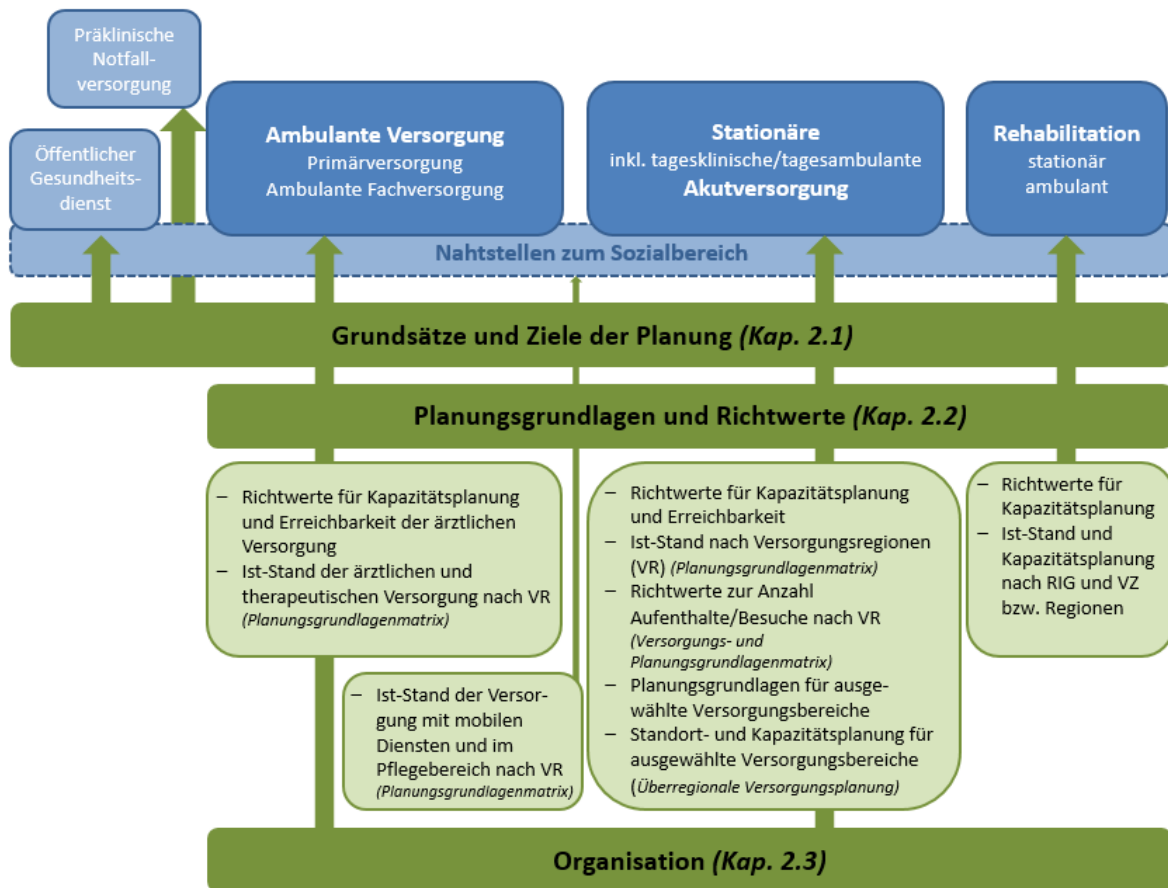 Präklinische
Notfall-
versorgung
Öffentlicher
Gesundheits-
dienst
Ambulante Versorgung
Primärversorgung
Ambulante Fachversorgung
Stationäre
inkl. tagesklinische/tagesambulante
Akutversorgung
Rehabilitation
stationär
ambulant
Nahtstellen zum Sozialbereich
Grundsätze und Ziele der Planung (Kap. 2.1)
Planungsgrundlagen und Richtwerte (Kap. 2.2)
– Richtwerte für Kapazitätsplanung
und Erreichbarkeit der ärztlichen
Versorgung
– Ist-Stand der ärztlichen und
therapeutischen Versorgung nach VR
(Planungsgrundlagenmatrix)
– Ist-Stand der Versor-
gung mit mobilen
Diensten und im
Pflegebereich nach VR
(Planungsgrundlagenmatrix)
– Richtwerte für Kapazitätsplanung
und Erreichbarkeit
– Ist-Stand nach Versorgungsregionen
(VR) (Planungsgrundlagenmatrix)
– Richtwerte zur Anzahl
Aufenthalte/Besuche nach VR
(Versorgungs- und
Planungsgrundlagenmatrix)
– Planungsgrundlagen für ausge-
wählte Versorgungsbereiche
– Standort- und Kapazitätsplanung für
ausgewählte Versorgungsbereiche
(Überregionale Versorgungsplanung)
– Richtwerte für
Kapazitätsplanung
– Ist-Stand und
Kapazitätsplanung
nach RIG und VZ
bzw. Regionen
Organisation (Kap. 2.3)